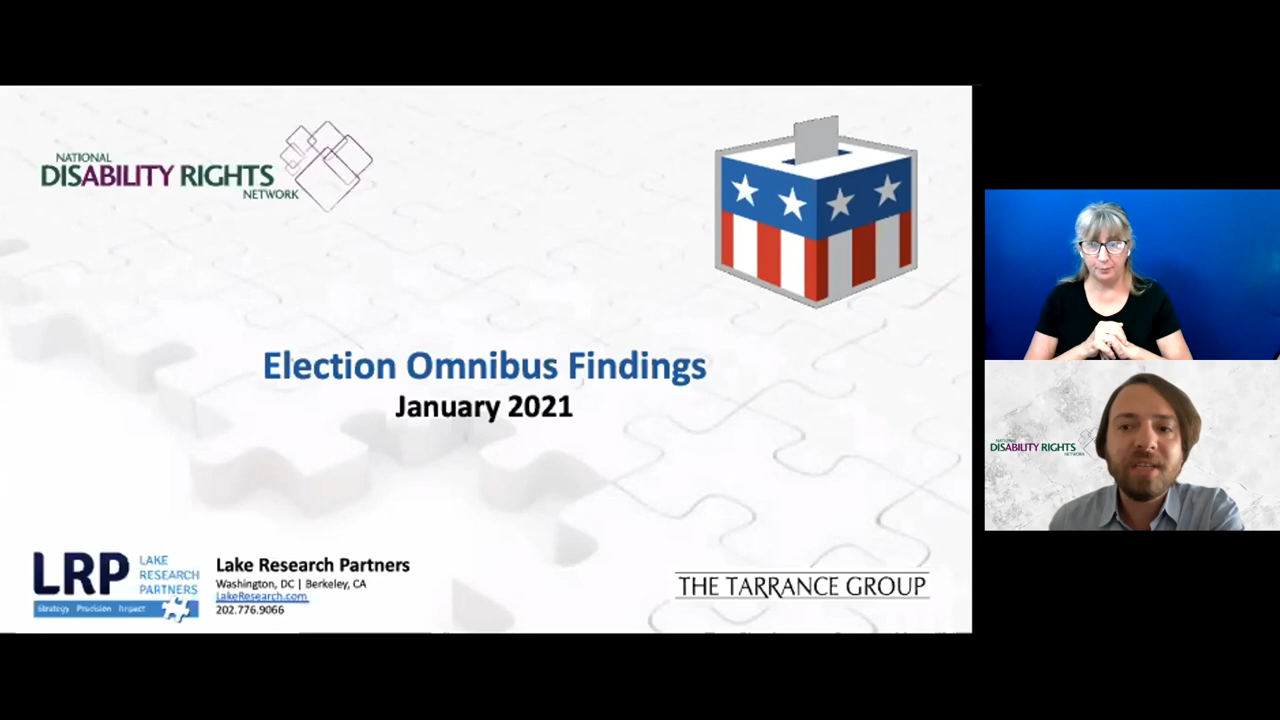 NATIONAL
DISABILITY RIGHTS
NETWORK
Election Omnibus Findings
January 2021
LRP
LAKE
RESEARCH
PARTNERS
Strategy Precision Impact
Lake Research Partners
Washington, DC | Berkeley, CA
LakeResearch.com
202.776.9066
THE TARRANCE GROUP
NATIONAL
DISABILITY RIGHTS
NETWORK